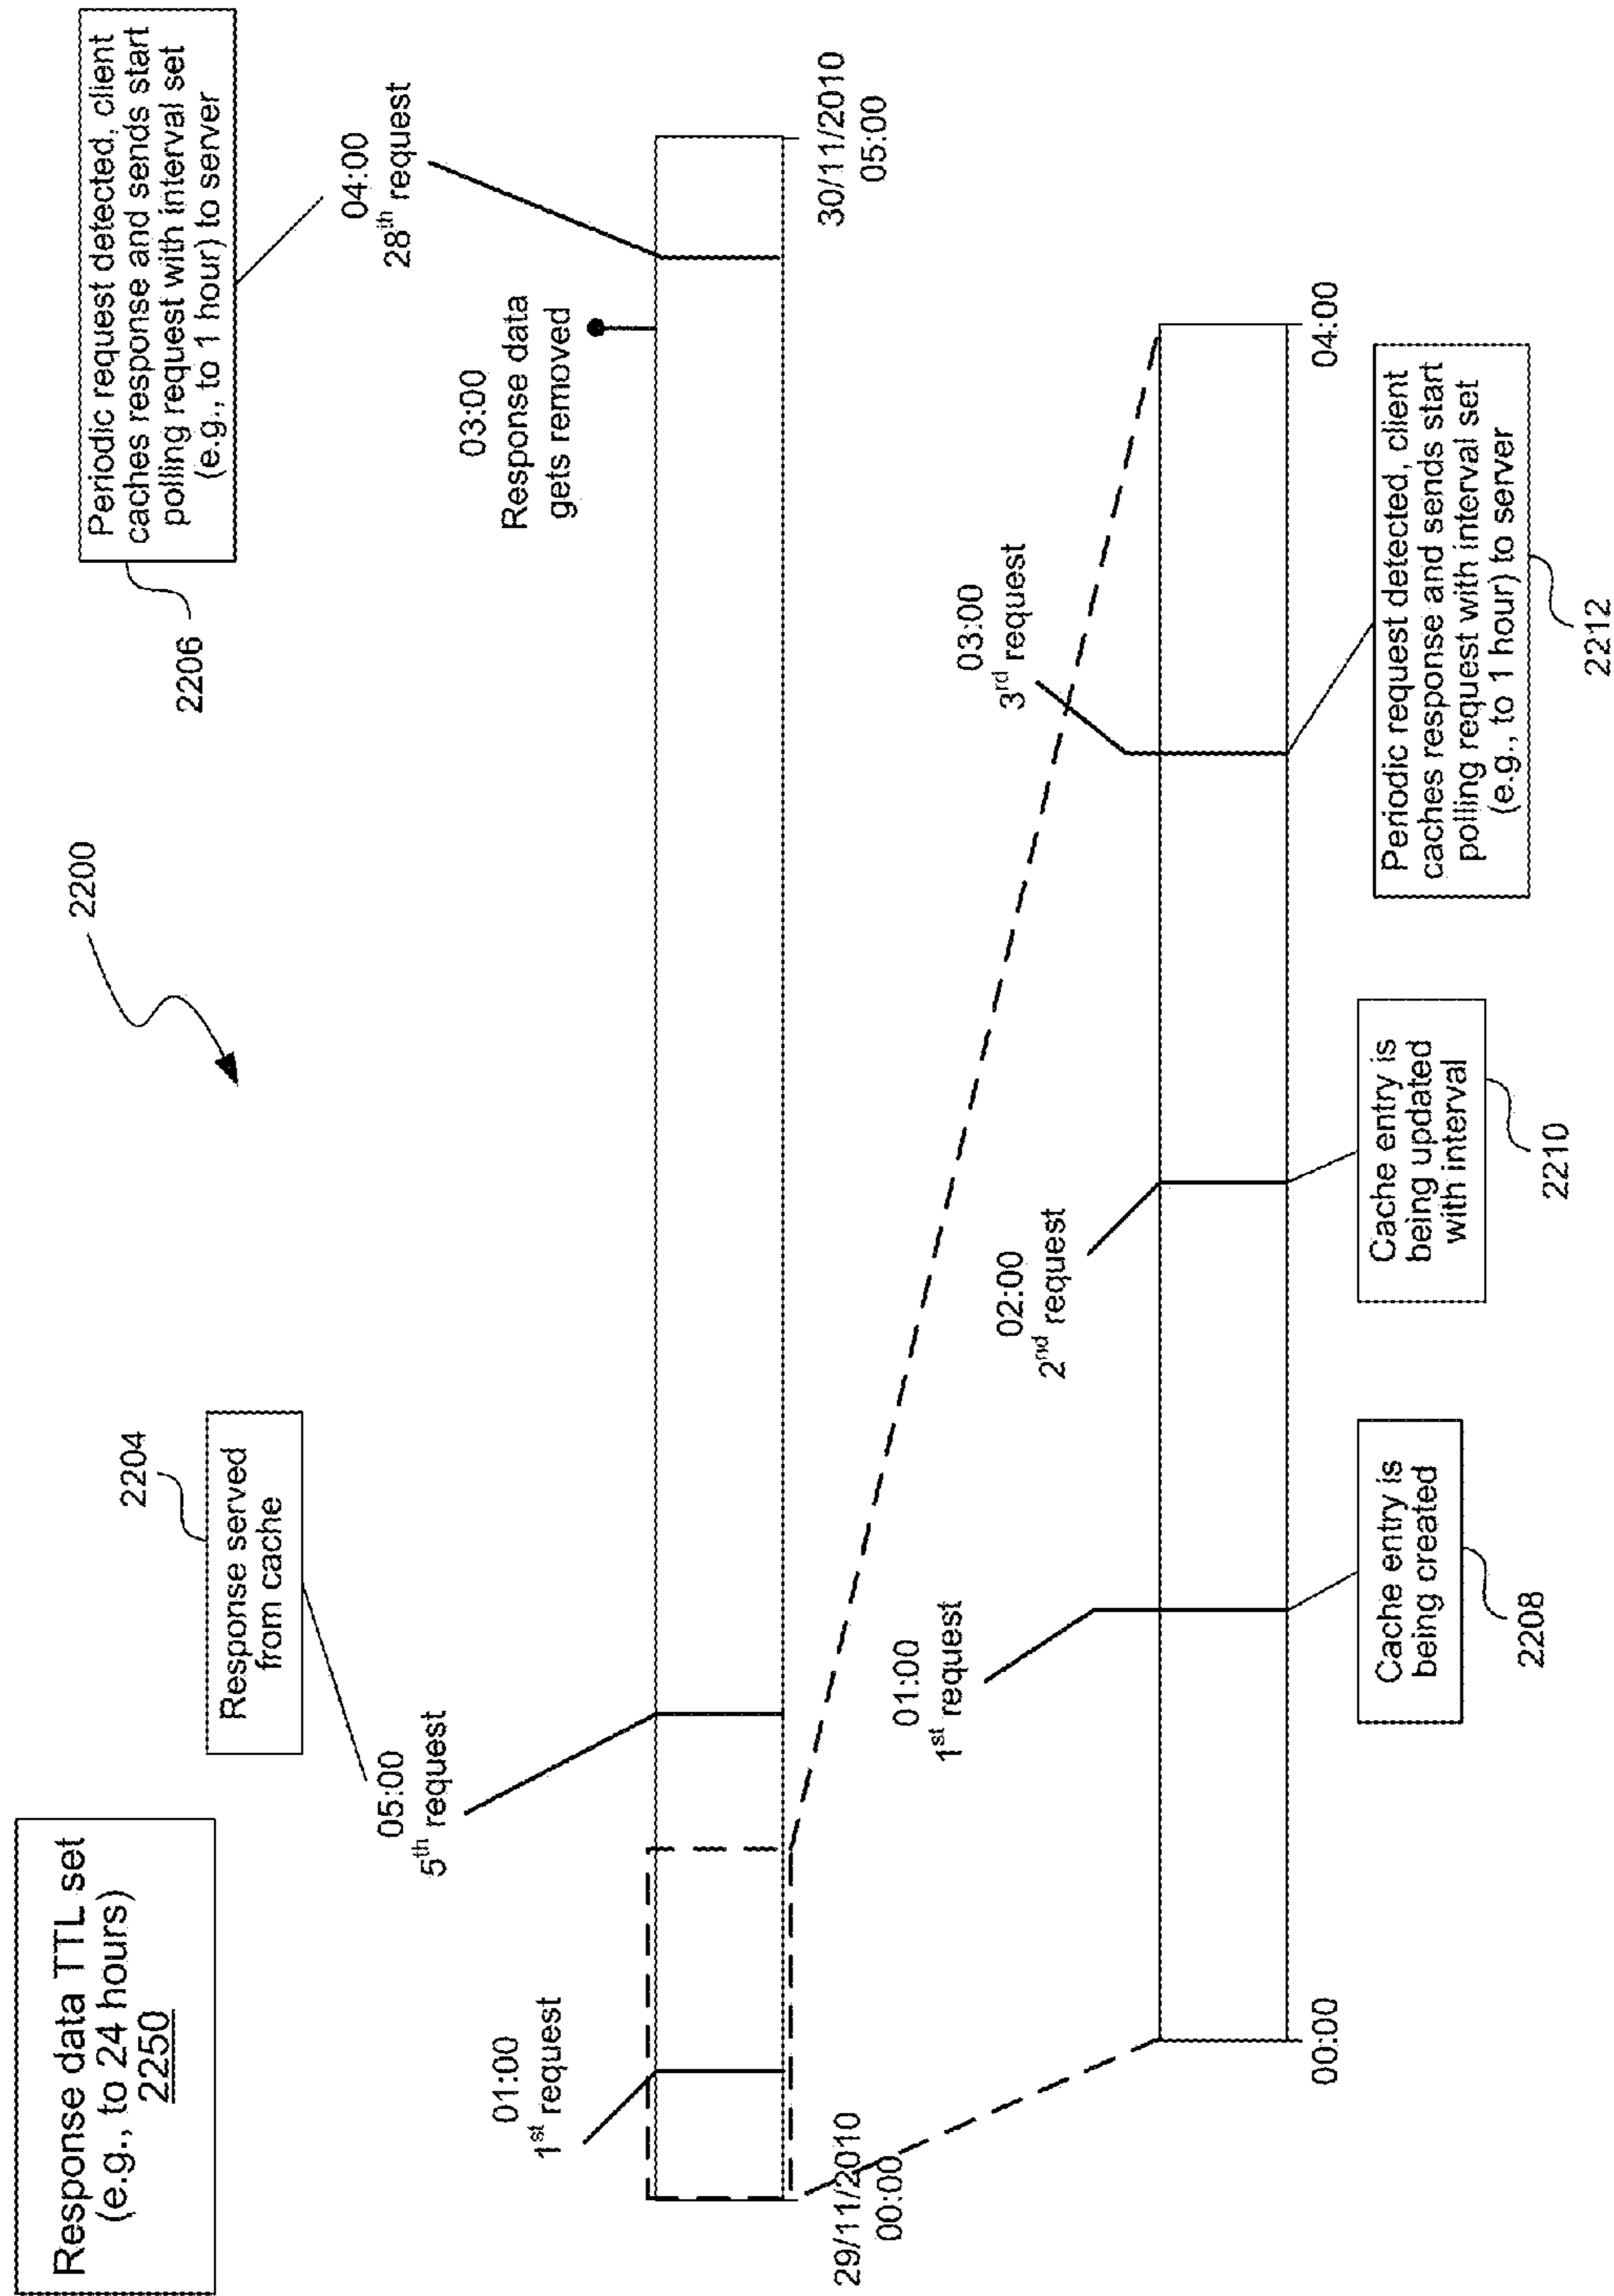 2200
Response data TTL set
(e.g., to 24 hours)
2250
2204
Response served
from cache
2206
Periodic request detected, client
caches response and sends start
polling request with interval set
(e.g., to 1 hour) to server
01:00
1st request
05:00
5th request
03:00
Response data
gets removed
04:00
28th request
29/11/2010
00:00
30/11/2010
05:00
01:00
1st request
02:00
2nd request
03:00
3rd request
00:00
04:00
Cache entry is
being created
2208
Cache entry is
being updated
with interval
2210
Periodic request detected, client
caches response and sends start
polling request with interval set
(e.g., to 1 hour) to server
2212